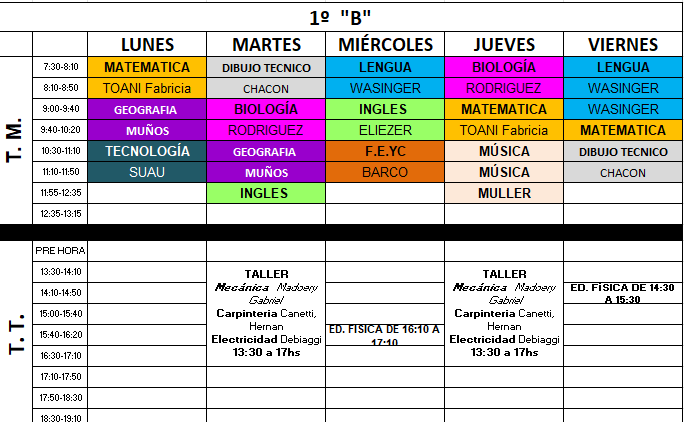 1º "B"
LUNES MARTES MIÉRCOLES JUEVES VIERNES
T. M.
7:30-8:10 MATEMATICA DIBUJO TECNICO LENGUA BIOLOGÍA LENGUA
8:10-8:50 TOANI Fabricia CHACON WASINGER RODRIGUEZ WASINGER
9:00-9:40 GEOGRAFIA BIOLOGÍA INGLES MATEMATICA WASINGER
9:40-10:20 MUÑOS RODRIGUEZ ELIEZER TOANI Fabricia MATEMATICA
10:30-11:10 TECNOLOGÍA GEOGRAFIA F.E.YC MÚSICA DIBUJO TECNICO
11:10-11:50 SUAU MUÑOS BARCO MÚSICA CHACON
11:55-12:35 INGLES MULLER
12:35-13:15
T. T.
PRE HORA
13:30-14:10 TALLER TALLER
14:10-14:50 Mecánica Madoery Mecánica Madoery ED. FÍSICA DE 14:30
Gabriel Gabriel A 15:30
15:00-15:40 Carpinteria Canetti, Carpinteria Canetti,
Hernan Hernan
15:40-16:20 Electricidad Debiaggi ED. FISICA DE 16:10 A Electricidad Debiaggi
17:10
16:30-17:10 13:30 a 17hs 13:30 a 17hs
17:10-17:50
17:50-18:30
18:30-19:10